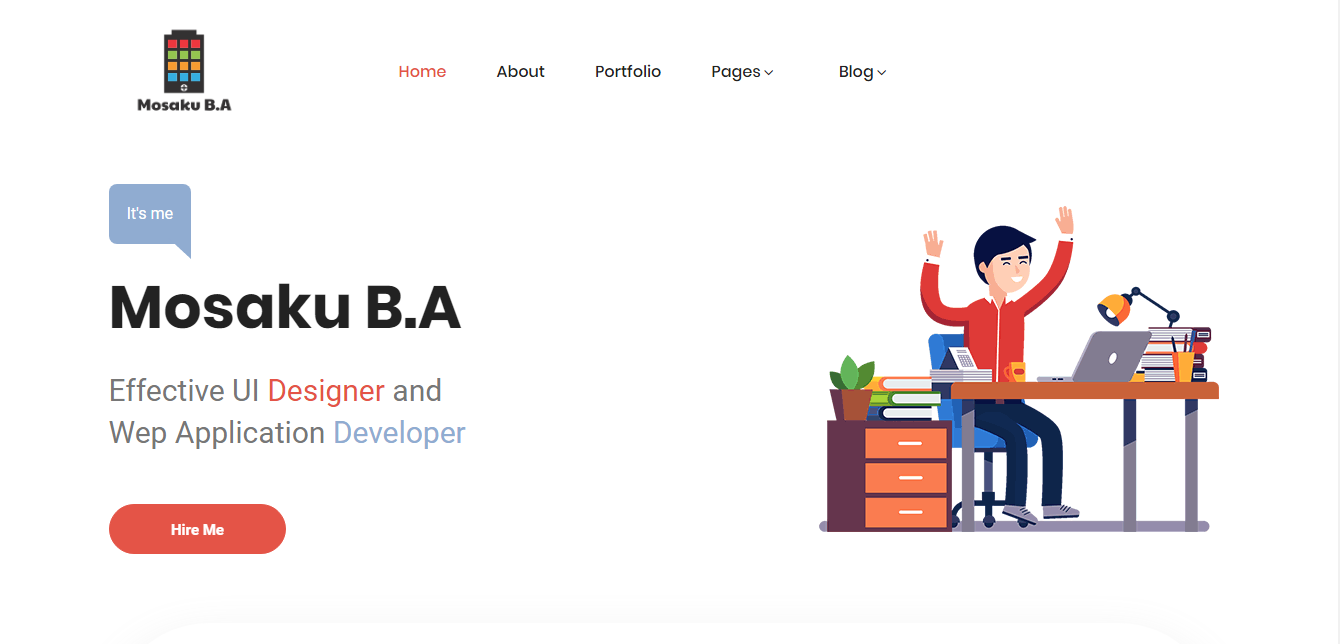 Mosaku B.A
Home About Portfolio Pages Blog
It's me
Mosaku B.A
Effective UI Designer and
Wep Application Developer
Hire Me